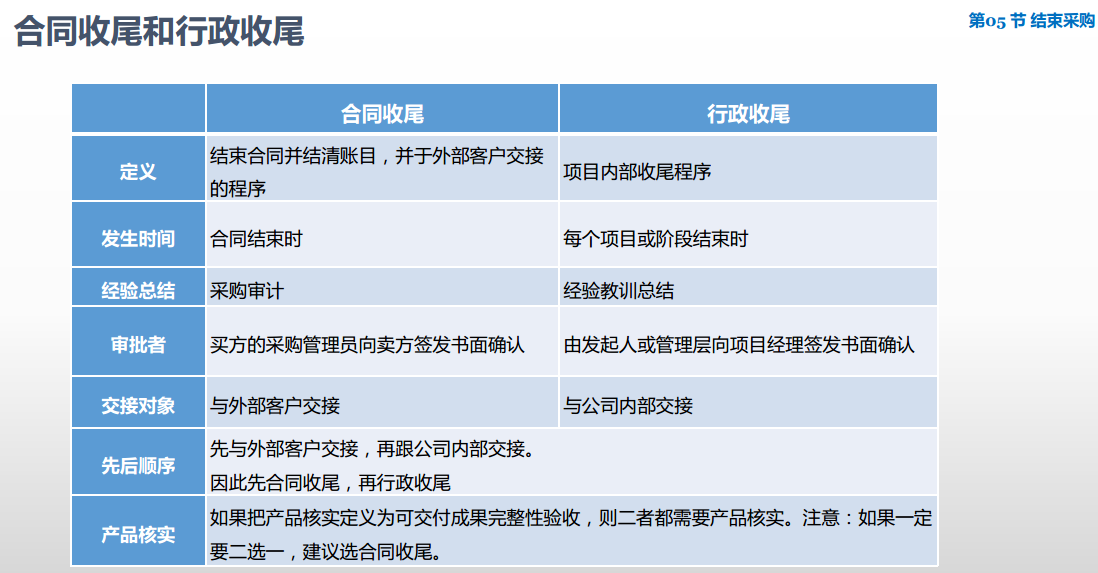 合同收尾和行政收尾
第05 节 结束采购
合同收尾
行政收尾
定义
结束合同并结清账目，并于外部客户交接
的程序
项目内部收尾程序
发生时间
合同结束时
每个项目或阶段结束时
经验总结
采购审计
经验教训总结
审批者
买方的采购管理员向卖方签发书面确认
由发起人或管理层向项目经理签发书面确认
交接对象
与外部客户交接
与公司内部交接
先后顺序
先与外部客户交接，再跟公司内部交接。
因此先合同收尾，再行政收尾
产品核实
如果把产品核实定义为可交付成果完整性验收，则二者都需要产品核实。注意：如果一定
要二选一，建议选合同收尾。